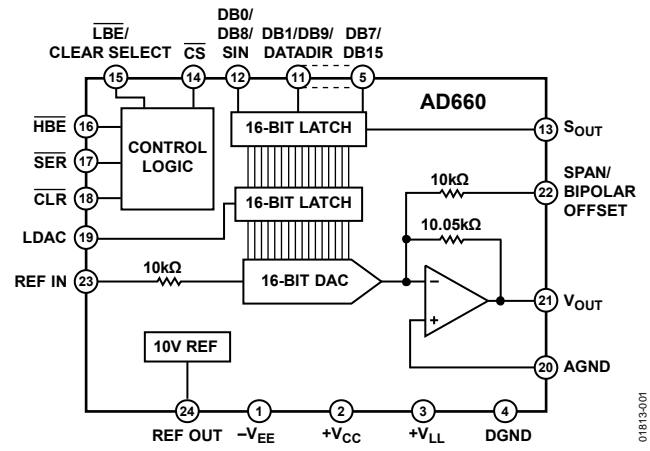 DB0/
LBE/ DB8/ DB1/DB9/ DB7/
CLEAR SELECT CS SIN DATADIR DB15
15 14 12 11 5
AD660
HBE 16
16-BIT LATCH
13 SOUT
CONTROL
LOGIC
SER 17
SPAN/
10kΩ
22 BIPOLAR
OFFSET
CLR 18
16-BIT LATCH
10.05kΩ
LDAC 19
REF IN 23
10kΩ
16-BIT DAC
–
+
21 VOUT
10V REF
20 AGND
24 1 2 3 4
REF OUT –VEE +VCC +VLL DGND
01813-001